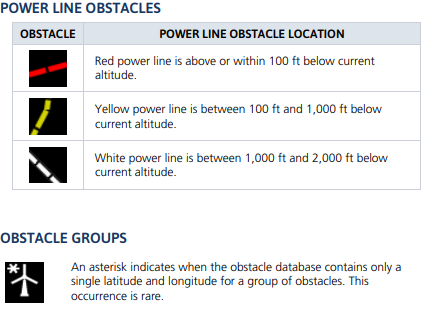 POWER LINE OBSTACLES
OBSTACLE POWER LINE OBSTACLE LOCATION
Red power line is above or within 100 ft below current
altitude.
Yellow power line is between 100 ft and 1,000 ft below
current altitude.
White power line is between 1,000 ft and 2,000 ft below
current altitude.
OBSTACLE GROUPS
*
An asterisk indicates when the obstacle database contains only a
single latitude and longitude for a group of obstacles. This
occurrence is rare.